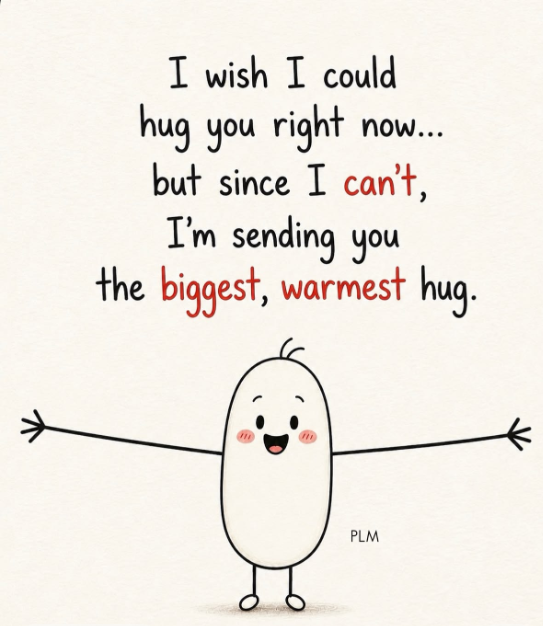 I wish I could
hug you right now...
but since I can't,
I'm sending you
the biggest, warmest hug.
PLM